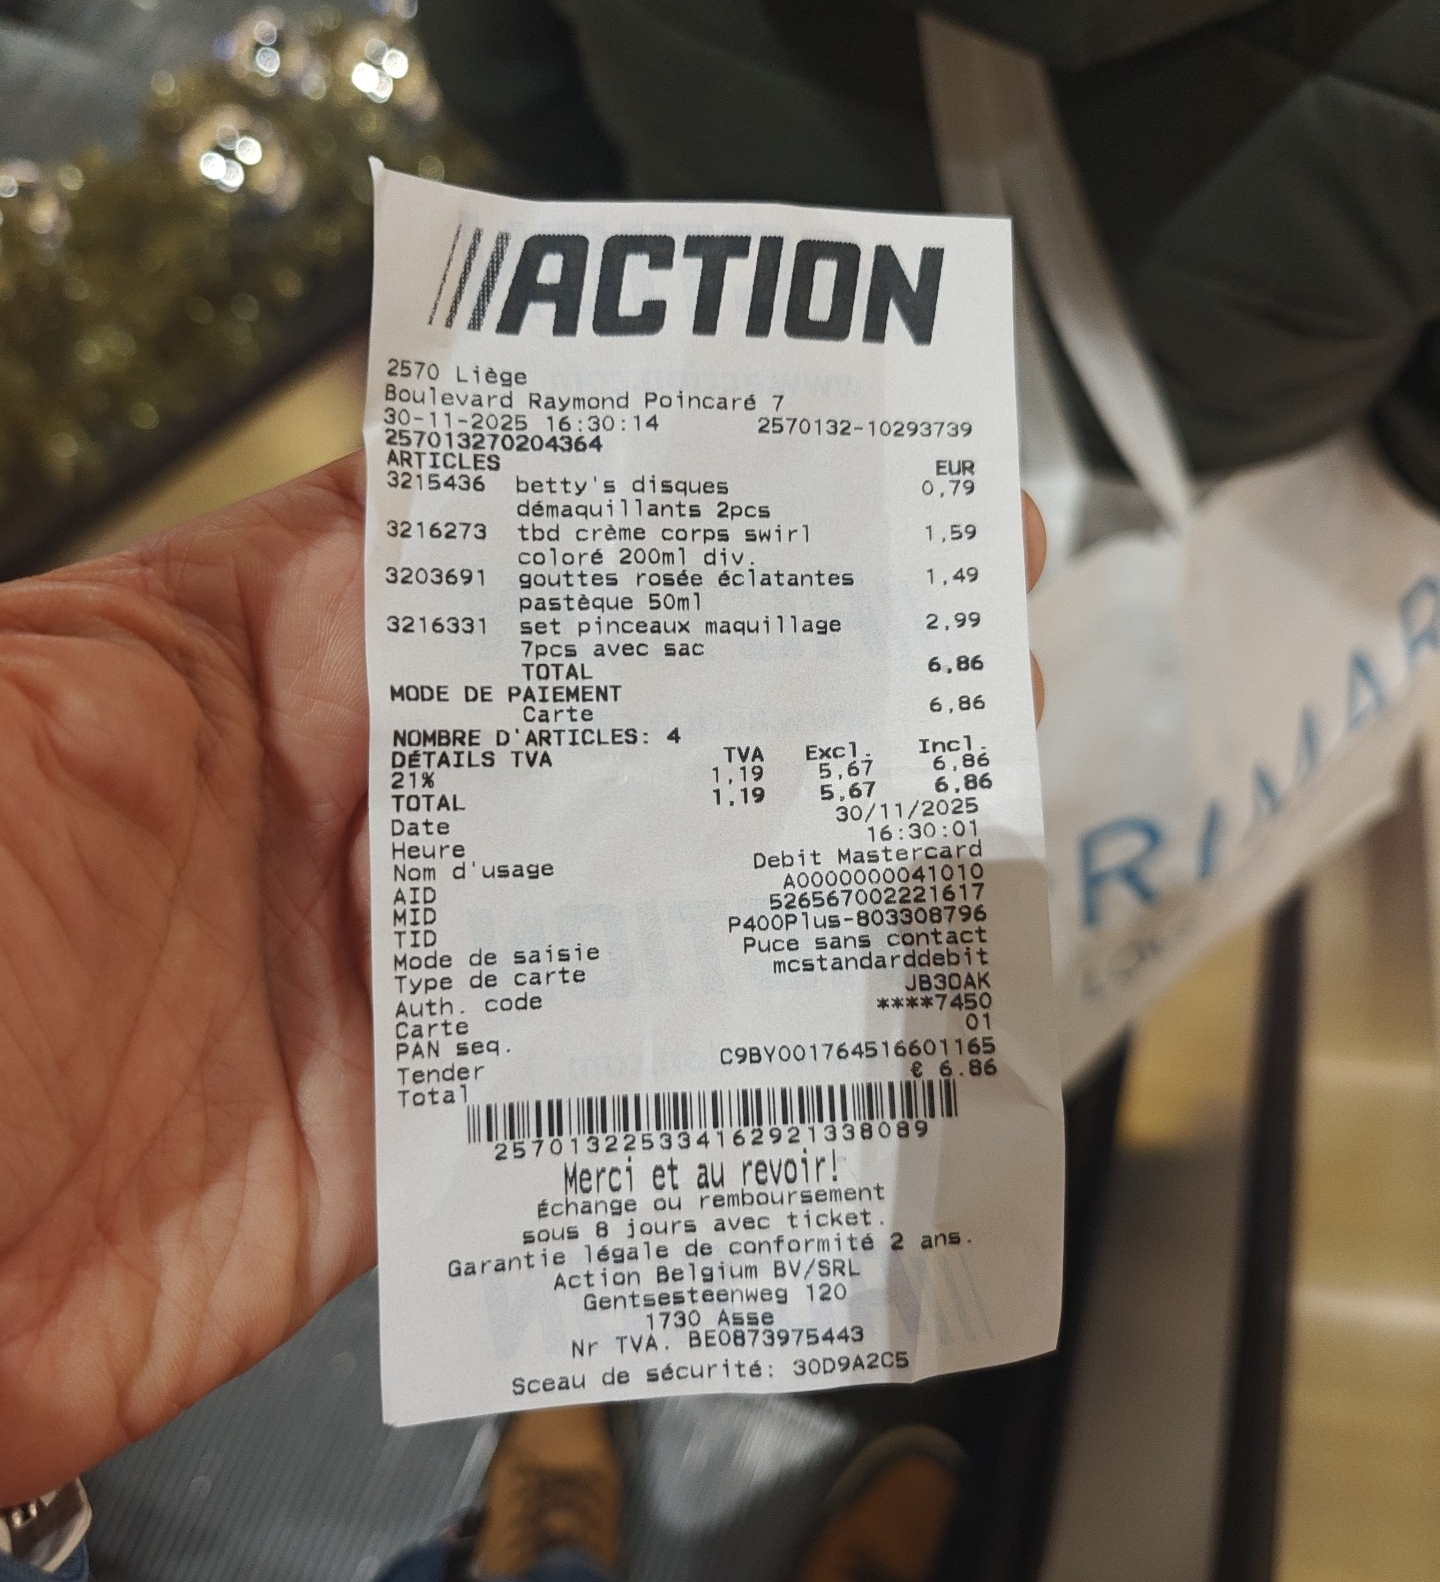 ACTION
2570 Liège
Boulevard Raymond Poincaré 7
30-11-2025 16:30:14 2570132-10293739
257013270204364
ARTICLES EUR
3215436 betty's disques 0,79
démaquillants 2pcs
3216273 tbd crème corps swirl 1,59
coloré 200ml div.
3203691 gouttes rosée éclatantes 1,49
pastèque 50ml
3216331 set pinceaux maquillage 2,99
7pcs avec sac
TOTAL 6,86
MODE DE PAIEMENT
Carte 6,86
NOMBRE D'ARTICLES: 4
DÉTAILS TVA TVA Excl. Incl.
21% 1,19 5,67 6,86
TOTAL 1,19 5,67 6,86
Date 30/11/2025
Heure 16:30:01
Nom d'usage Debit Mastercard
AID A0000000041010
MID 526567002221617
TID P400Plus-803308796
Mode de saisie Puce sans contact
Type de carte mcstandarddebit
Auth. code JB30AK
Carte ****7450
PAN seq. 01
Tender C9BY001764516601165
Total € 6.86
2570132253341629213380​89
Merci et au revoir!
Échange ou remboursement
sous 8 jours avec ticket.
Garantie légale de conformité 2 ans.
Action Belgium BV/SRL
Gentsesteenweg 120
1730 Asse
Nr TVA. BE0873975443
Sceau de sécurité: 30D9A2C5
RIMAR